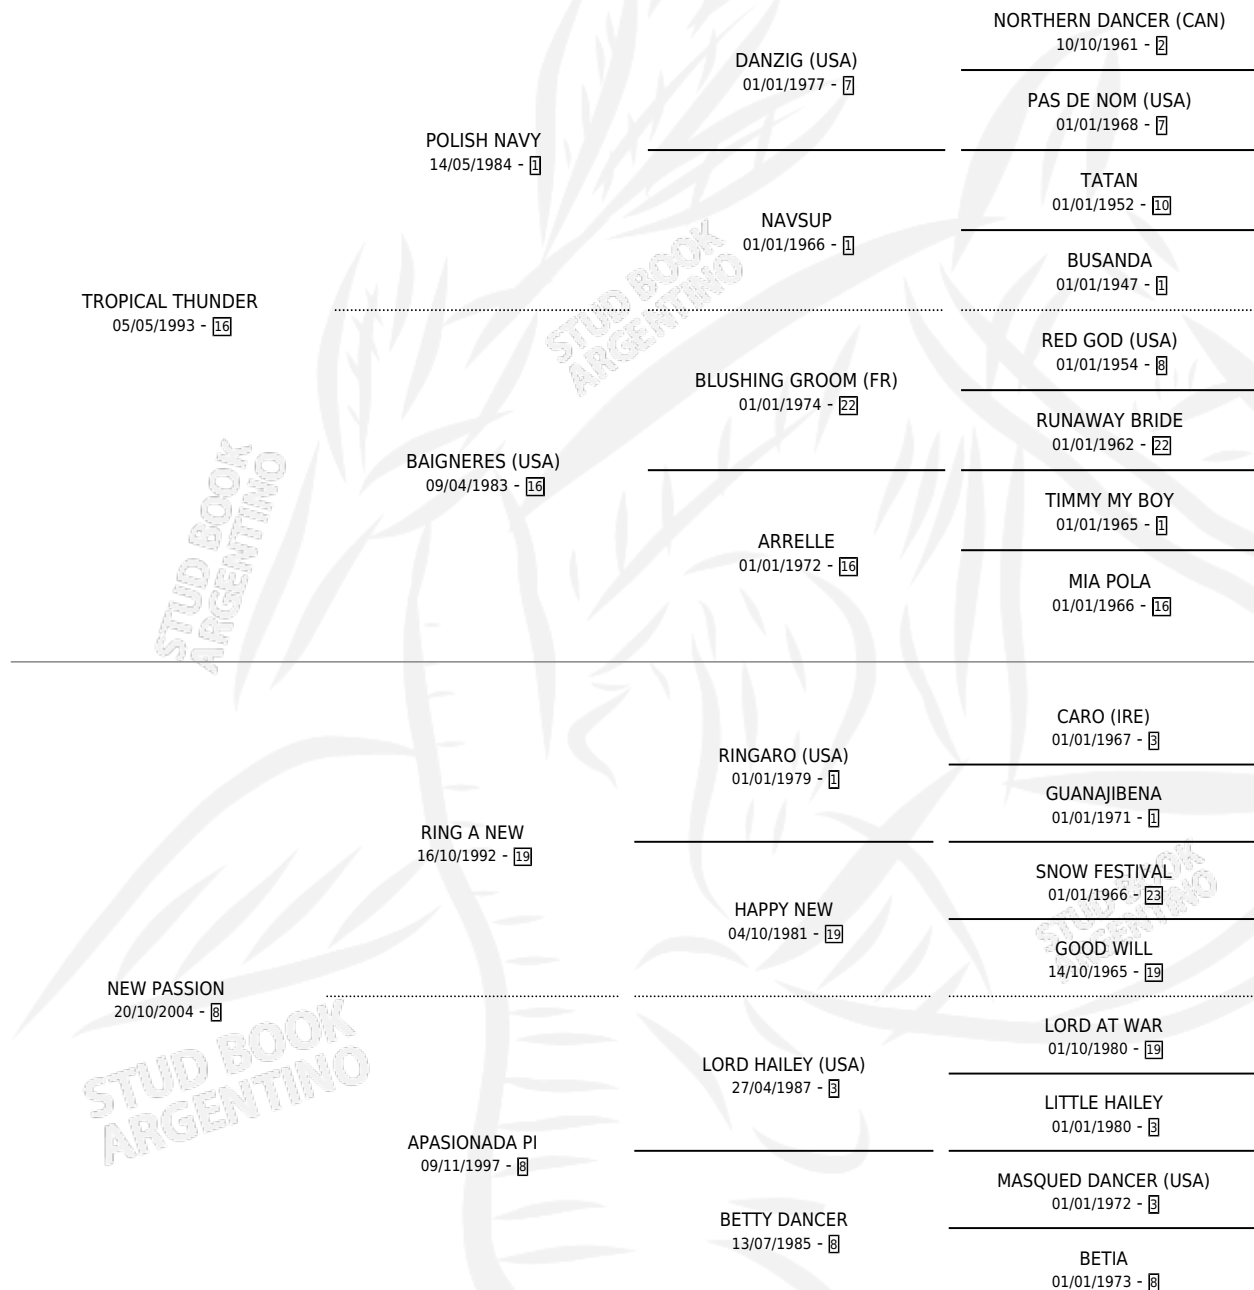 NORTHERN DANCER (CAN)
10/10/1961 - 2
DANZIG (USA)
01/01/1977 - 7
PAS DE NOM (USA)
01/01/1968 - 7
POLISH NAVY
14/05/1984 - 1
TATAN
01/01/1952 - 10
NAVSUP
01/01/1966 - 1
BUSANDA
01/01/1947 - 1
TROPICAL THUNDER
05/05/1993 - 16
STUD BOOK
ARGENTINO
RED GOD (USA)
01/01/1954 - 8
BLUSHING GROOM (FR)
01/01/1974 - 22
RUNAWAY BRIDE
01/01/1962 - 22
BAIGNERES (USA)
09/04/1983 - 16
TIMMY MY BOY
01/01/1965 - 1
ARRELLE
01/01/1972 - 16
MIA POLA
01/01/1966 - 16
STUD BOOK
ARGENTINO
CARO (IRE)
01/01/1967 - 3
RINGARO (USA)
01/01/1979 - 1
GUANAJIBENA
01/01/1971 - 1
RING A NEW
16/10/1992 - 19
SNOW FESTIVAL
01/01/1966 - 23
HAPPY NEW
04/10/1981 - 19
STUD BOOK
ARGENTINO
GOOD WILL
14/10/1965 - 19
NEW PASSION
20/10/2004 - 8
STUD BOOK
ARGENTINO
LORD AT WAR
01/10/1980 - 19
LORD HAILEY (USA)
27/04/1987 - 3
LITTLE HAILEY
01/01/1980 - 3
APASIONADA PI
09/11/1997 - 8
MASQUED DANCER (USA)
01/01/1972 - 3
BETTY DANCER
13/07/1985 - 8
BETIA
01/01/1973 - 8